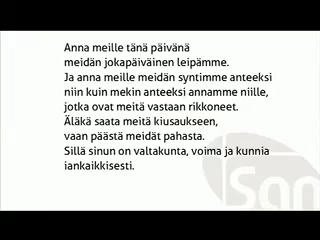 Anna meille tänä päivänä
meidän jokapäiväinen leipämme.
Ja anna meille meidän syntimme anteeksi
niin kuin mekin anteeksi annamme niille,
jotka ovat meitä vastaan rikkoneet.
Äläkä saata meitä kiusaukseen,
vaan päästä meidät pahasta.
Sillä sinun on valtakunta, voima ja kunnia
iankaikkisesti.
San